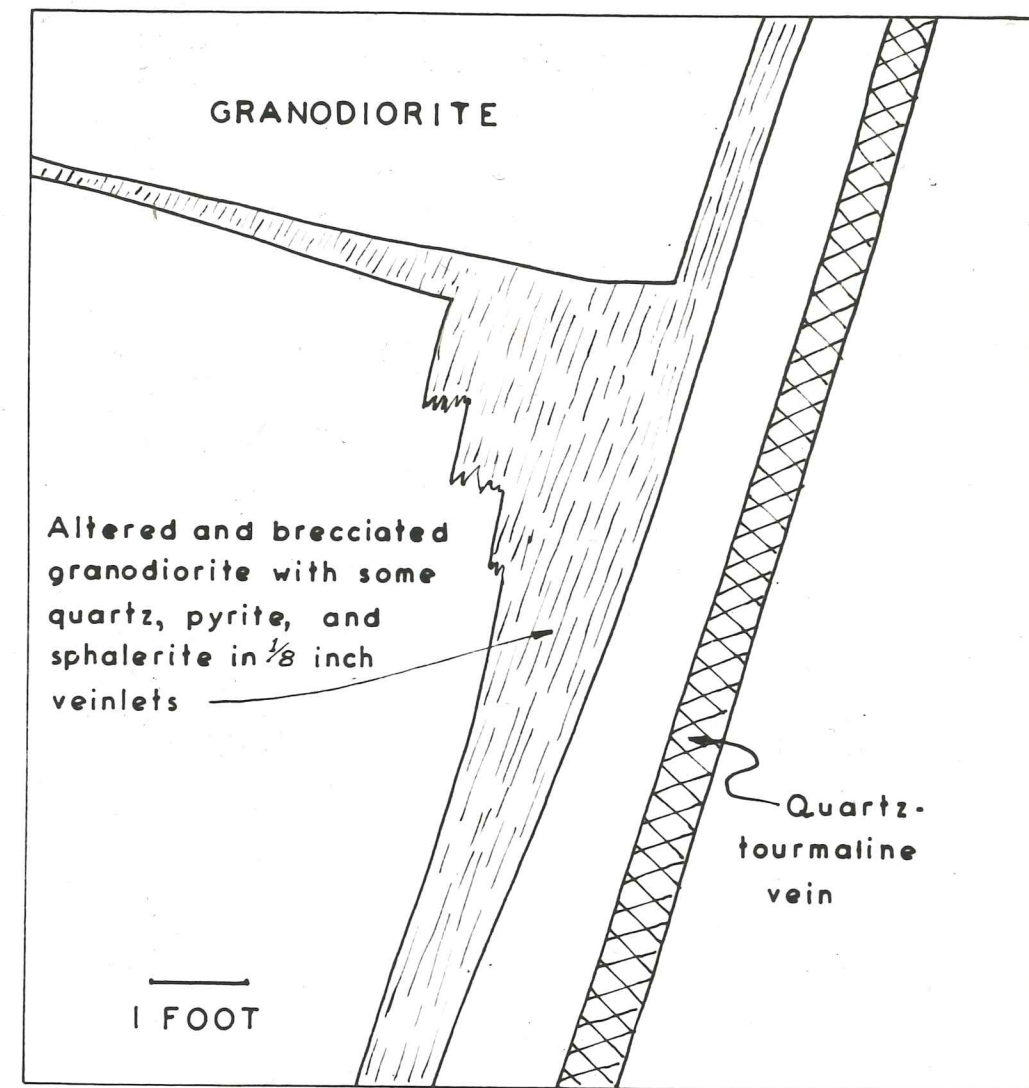 GRANODIORITE
Altered and brecciated
granodiorite with some
quartz, pyrite, and
sphalerite in 1/8 inch
veinlets
Quartz-
tourmaline
vein
1 FOOT